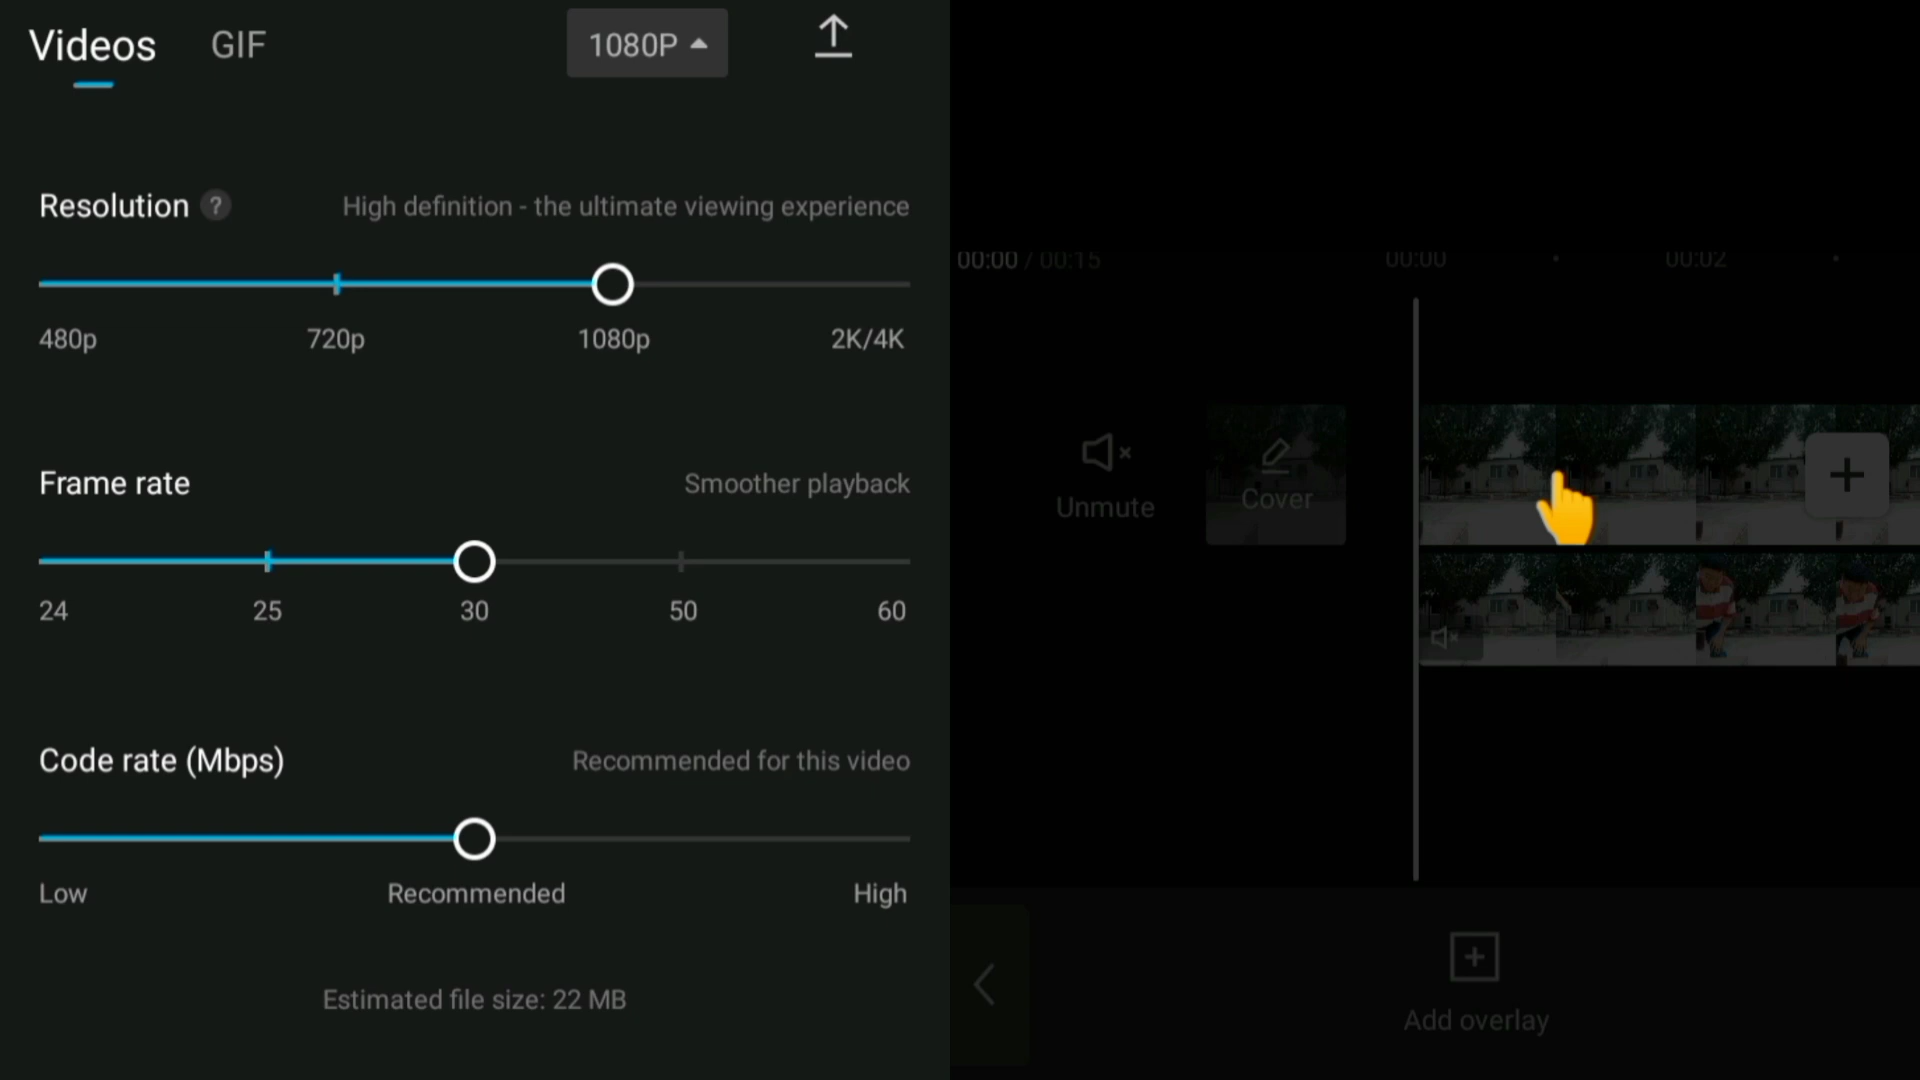 Videos GIF 1080P
Resolution ? High definition - the ultimate viewing experience
480p 720p 1080p 2K/4K
Frame rate Smoother playback
24 25 30 50 60
Code rate (Mbps) Recommended for this video
Low Recommended High
Estimated file size: 22 MB
00:00 / 00:15 00:00 00:02
Unmute
Cover
Add overlay